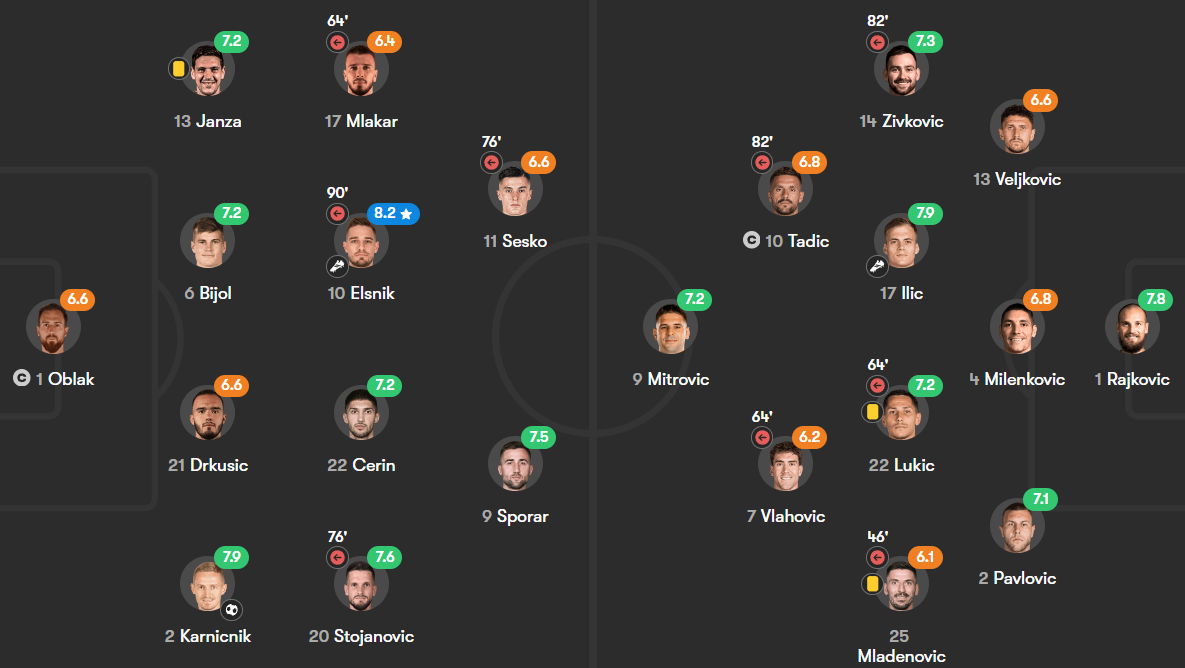 7.2
13 Janza
64'
6.4
17 Mlakar
7.2
6 Bijol
90'
8.2
10 Elsnik
76'
6.6
11 Sesko
6.6
C 1 Oblak
6.6
21 Drkusic
7.2
22 Cerin
7.5
9 Sporar
7.9
2 Karnicnik
76'
7.6
20 Stojanovic
82'
7.3
14 Zivkovic
6.6
13 Veljkovic
82'
6.8
C 10 Tadic
7.9
17 Ilic
7.2
9 Mitrovic
6.8
4 Milenkovic
7.8
1 Rajkovic
64'
7.2
22 Lukic
64'
6.2
7 Vlahovic
7.1
2 Pavlovic
46'
6.1
25
Mladenovic